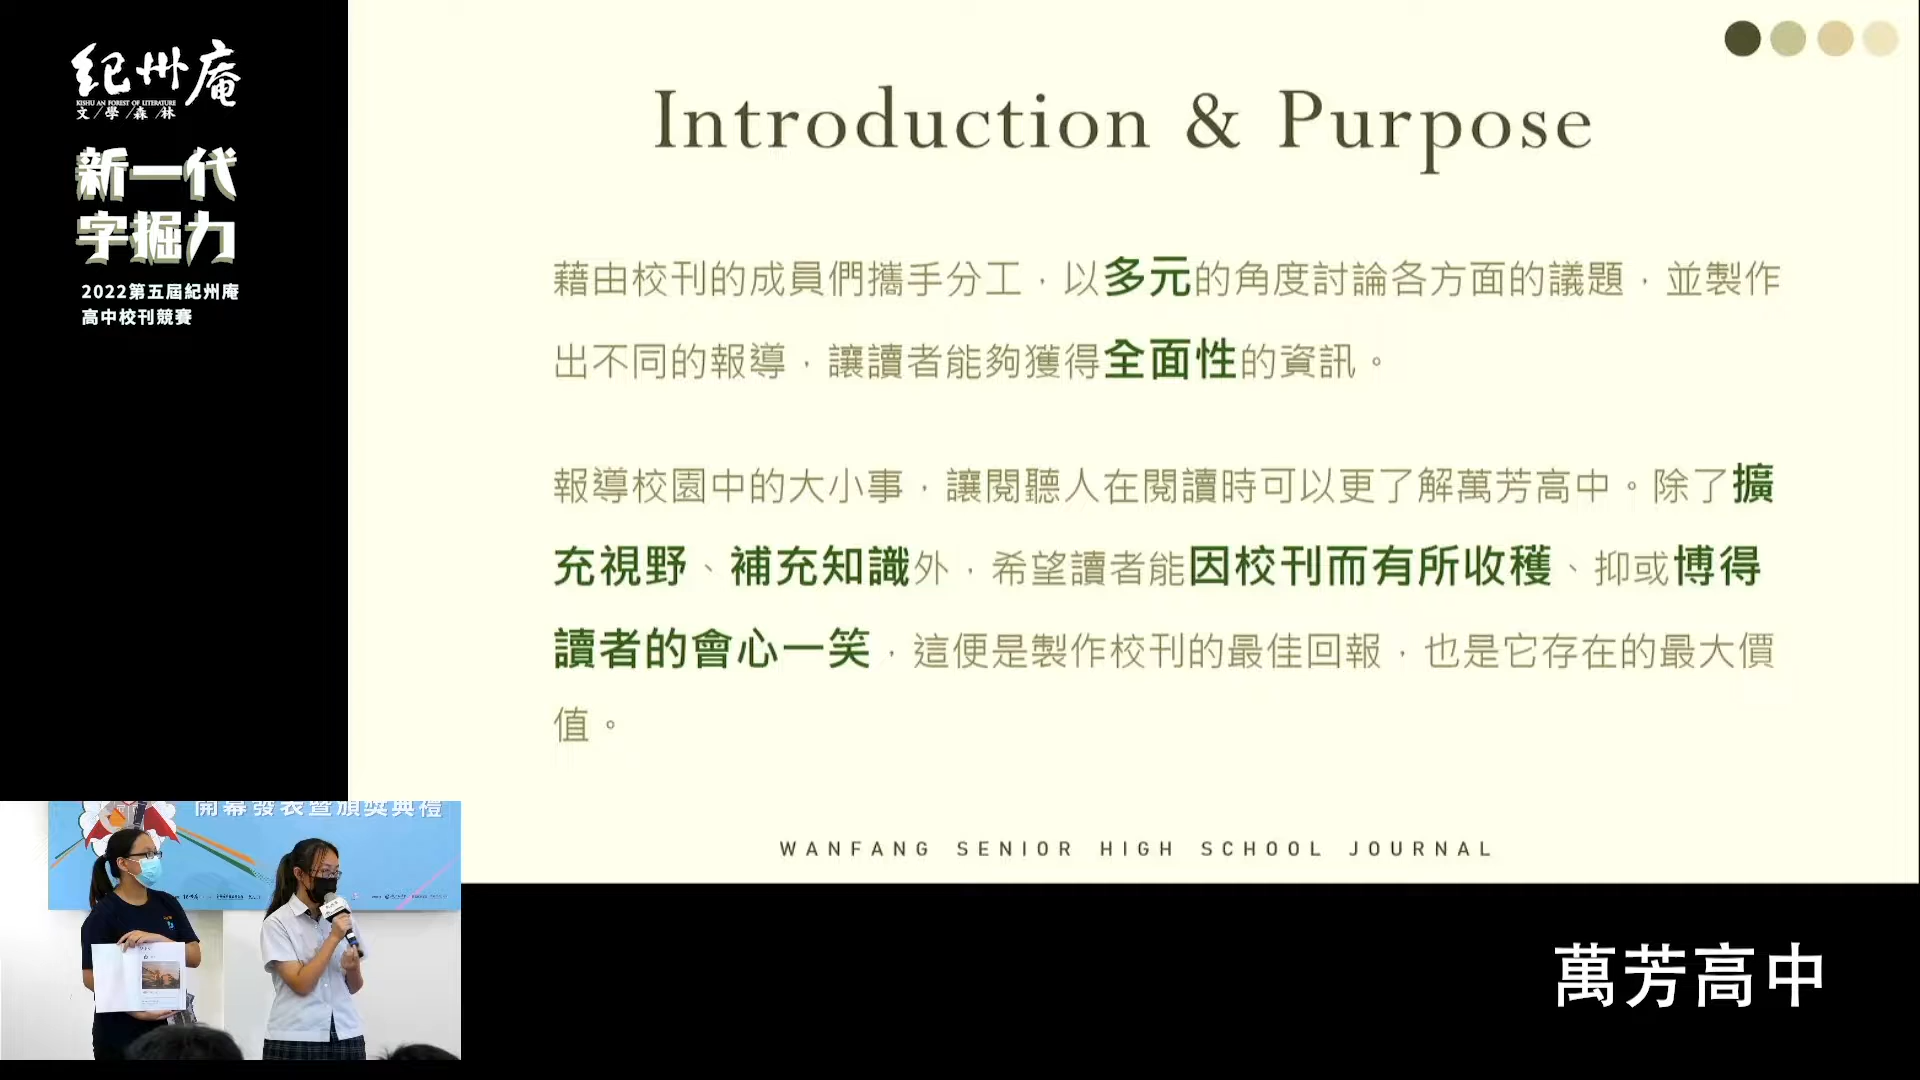 紀州庵
KISHU AN FOREST OF LITERATURE
文/學/森/林
新一代
字掘力
2022第五屆紀州庵
高中校刊競賽
Introduction & Purpose
藉由校刊的成員們攜手分工，以多元的角度討論各方面的議題，並製作
出不同的報導，讓讀者能夠獲得全面性的資訊。
報導校園中的大小事，讓閱聽人在閱讀時可以更了解萬芳高中。除了擴
充視野、補充知識外，希望讀者能因校刊而有所收穫、抑或博得
讀者的會心一笑，這便是製作校刊的最佳回報，也是它存在的最大價
值。
WANFANG SENIOR HIGH SCHOOL JOURNAL
開幕發表暨頒獎典禮
萬芳高中